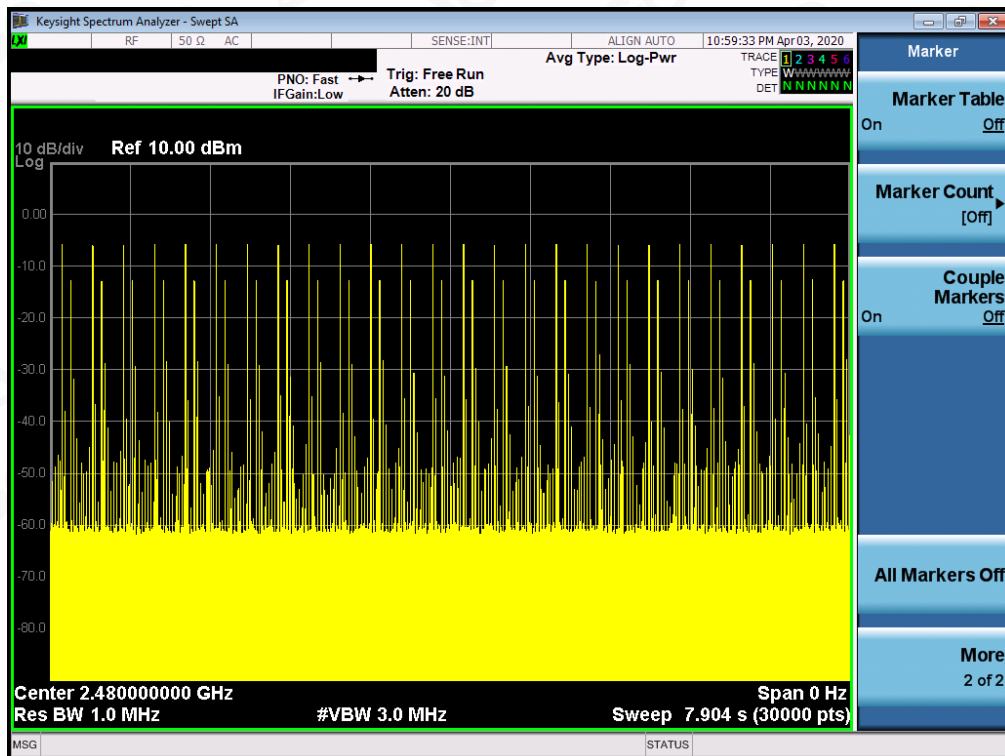 Keysight Spectrum Analyzer - Swept SA
LXI RF 50 Ω AC SENSE:INT ALIGN AUTO 10:59:33 PM Apr 03, 2020
PNO: Fast
IFGain:Low
Trig: Free Run
Atten: 20 dB
Avg Type: Log-Pwr
TRACE 1 2 3 4 5 6
TYPE W W W W W W
DET N N N N N N
10 dB/div Ref 10.00 dBm
Log
0.00
-10.0
-20.0
-30.0
-40.0
-50.0
-60.0
-70.0
-80.0
Center 2.480000000 GHz Span 0 Hz
Res BW 1.0 MHz #VBW 3.0 MHz Sweep 7.904 s (30000 pts)
MSG STATUS
Marker
Marker Table
On Off
Marker Count
[Off]
Couple
Markers
On Off
All Markers Off
More
2 of 2